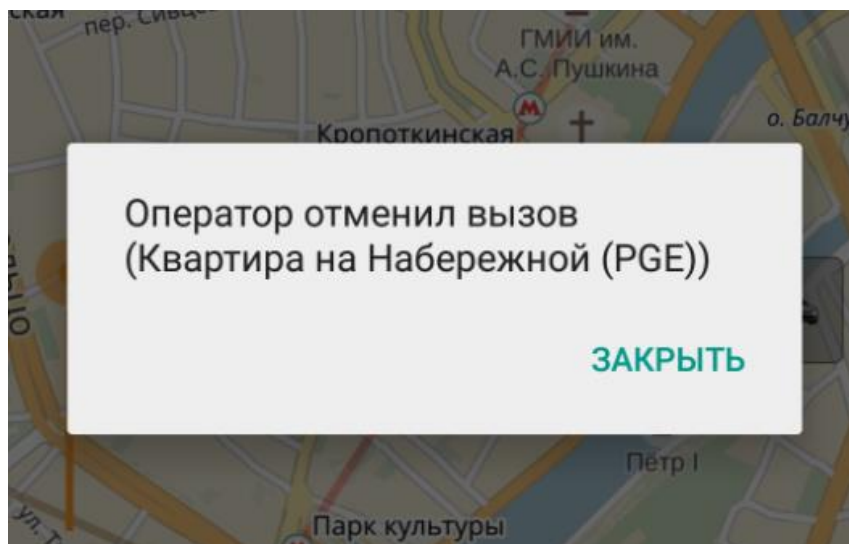 пер. Сивце
ГМИИ им.
А.С. Пушкина
Кропоткинская
о. Балчу
Оператор отменил вызов
(Квартира на Набережной (PGE))
ЗАКРЫТЬ
Пётр I
ул. Т
Парк культуры